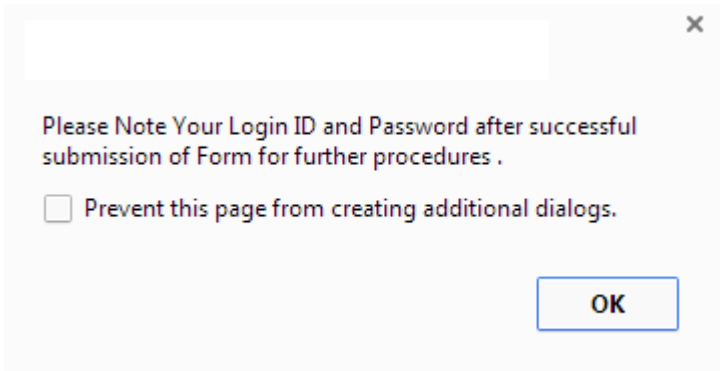 Please Note Your Login ID and Password after successful
submission of Form for further procedures .
Prevent this page from creating additional dialogs.
OK